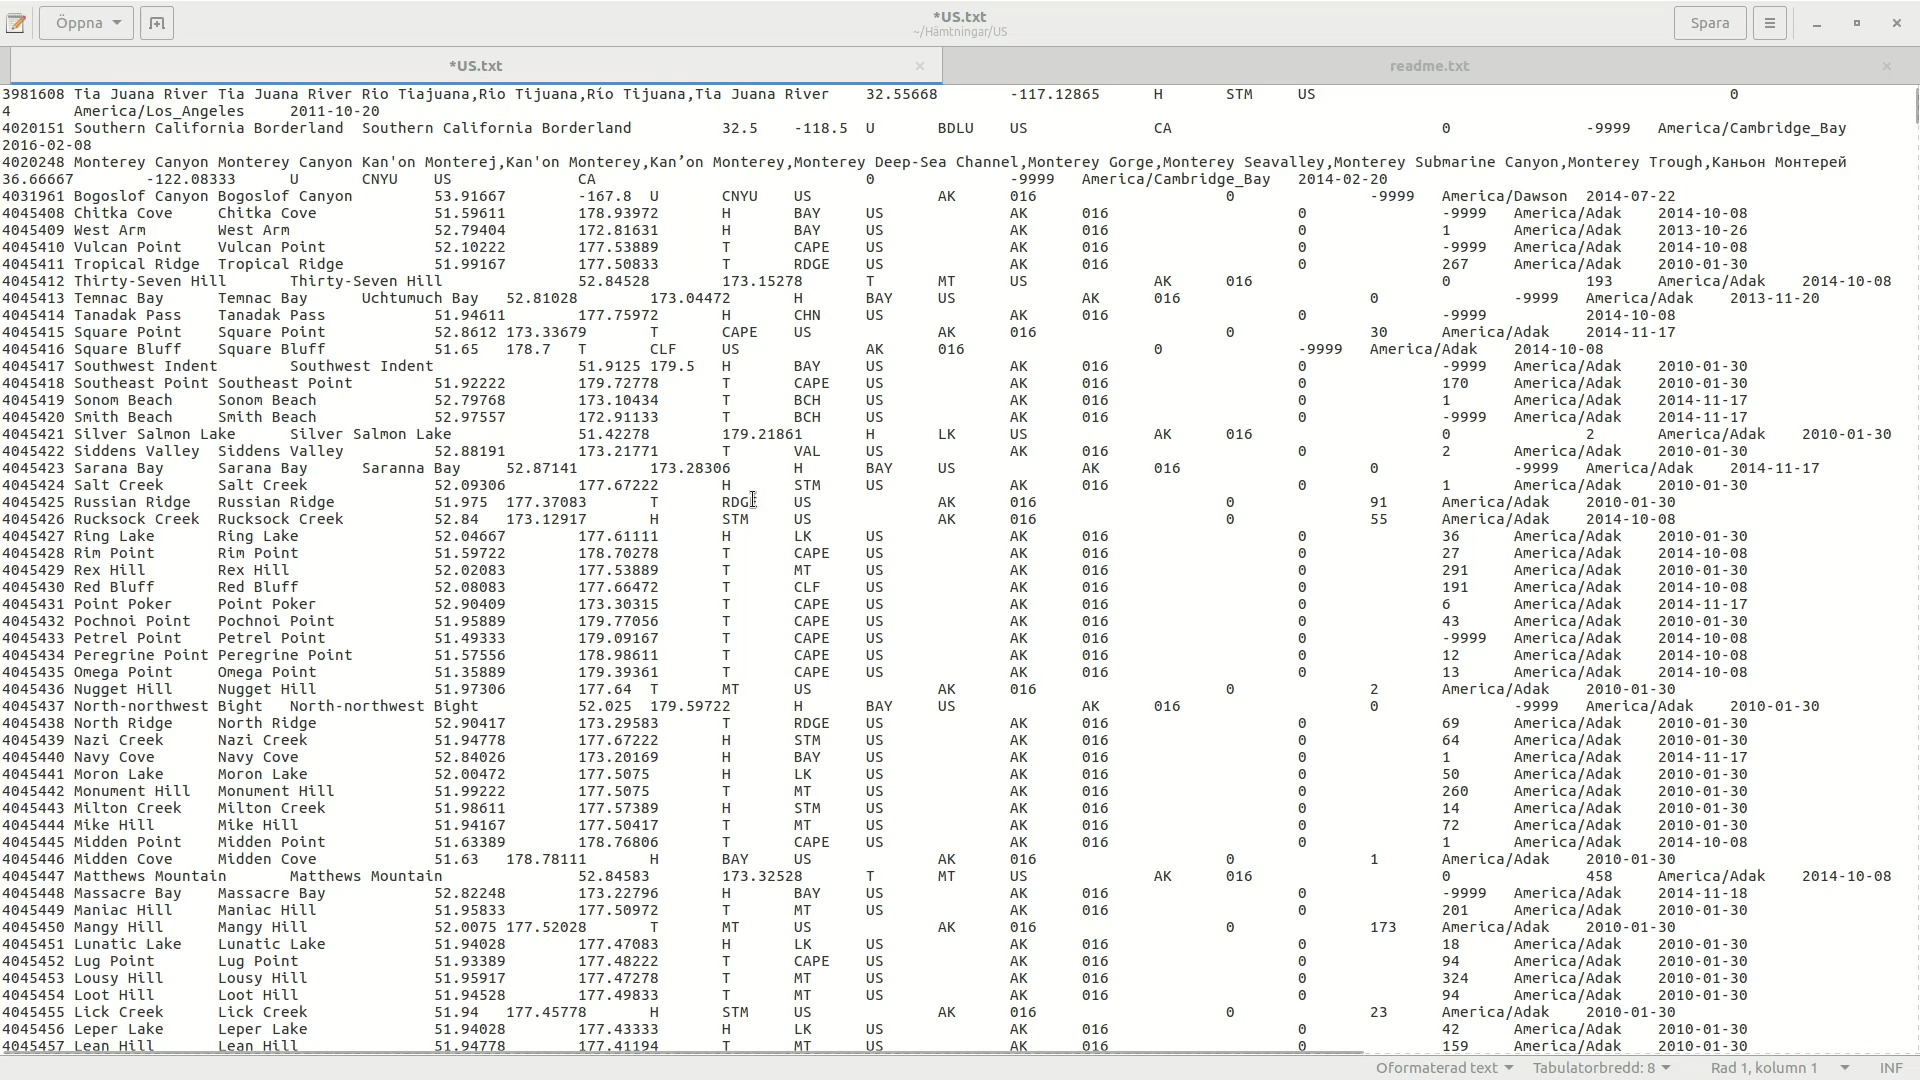 Öppna
*US.txt
~/Hämtningar/US
Spara
*US.txt
readme.txt
3981608 Tia Juana River Tia Juana River Rio Tiajuana,Rio Tijuana,Río Tijuana,Tia Juana River 32.55668 -117.12865 H STM US 0
4 America/Los_Angeles 2011-10-20
4020151 Southern California Borderland Southern California Borderland 32.5 -118.5 U BDLU US CA 0 -9999 America/Cambridge_Bay
2016-02-08
4020248 Monterey Canyon Monterey Canyon Kan'on Monterej,Kan'on Monterey,Kan’on Monterey,Monterey Deep-Sea Channel,Monterey Gorge,Monterey Seavalley,Monterey Submarine Canyon,Monterey Trough,Каньон Монтерей
36.66667 -122.08333 U CNYU US CA 0 -9999 America/Cambridge_Bay 2014-02-20
4031961 Bogoslof Canyon Bogoslof Canyon 53.91667 -167.8 U CNYU US AK 016 0 -9999 America/Dawson 2014-07-22
4045408 Chitka Cove Chitka Cove 51.59611 178.93972 H BAY US AK 016 0 -9999 America/Adak 2014-10-08
4045409 West Arm West Arm 52.79404 172.81631 H BAY US AK 016 0 1 America/Adak 2013-10-26
4045410 Vulcan Point Vulcan Point 52.10222 177.53889 T CAPE US AK 016 0 -9999 America/Adak 2014-10-08
4045411 Tropical Ridge Tropical Ridge 51.99167 177.50833 T RDGE US AK 016 0 267 America/Adak 2010-01-30
4045412 Thirty-Seven Hill Thirty-Seven Hill 52.84528 173.15278 T MT US AK 016 0 193 America/Adak 2014-10-08
4045413 Temnac Bay Temnac Bay Uchtumuch Bay 52.81028 173.04472 H BAY US AK 016 0 -9999 America/Adak 2013-11-20
4045414 Tanadak Pass Tanadak Pass 51.94611 177.75972 H CHN US AK 016 0 -9999 2014-10-08
4045415 Square Point Square Point 52.8612 173.33679 T CAPE US AK 016 0 30 America/Adak 2014-11-17
4045416 Square Bluff Square Bluff 51.65 178.7 T CLF US AK 016 0 -9999 America/Adak 2014-10-08
4045417 Southwest Indent Southwest Indent 51.9125 179.5 H BAY US AK 016 0 -9999 America/Adak 2010-01-30
4045418 Southeast Point Southeast Point 51.92222 179.72778 T CAPE US AK 016 0 170 America/Adak 2010-01-30
4045419 Sonom Beach Sonom Beach 52.79768 173.10434 T BCH US AK 016 0 1 America/Adak 2014-11-17
4045420 Smith Beach Smith Beach 52.97557 172.91133 T BCH US AK 016 0 -9999 America/Adak 2014-11-17
4045421 Silver Salmon Lake Silver Salmon Lake 51.42278 179.21861 H LK US AK 016 0 2 America/Adak 2010-01-30
4045422 Siddens Valley Siddens Valley 52.88191 173.21771 T VAL US AK 016 0 2 America/Adak 2010-01-30
4045423 Sarana Bay Sarana Bay Saranna Bay 52.87141 173.28306 H BAY US AK 016 0 -9999 America/Adak 2014-11-17
4045424 Salt Creek Salt Creek 52.09306 177.67222 H STM US AK 016 0 1 America/Adak 2010-01-30
4045425 Russian Ridge Russian Ridge 51.975 177.37083 T RDGE US AK 016 0 91 America/Adak 2010-01-30
4045426 Rucksock Creek Rucksock Creek 52.84 173.12917 H STM US AK 016 0 55 America/Adak 2014-10-08
4045427 Ring Lake Ring Lake 52.04667 177.61111 H LK US AK 016 0 36 America/Adak 2010-01-30
4045428 Rim Point Rim Point 51.59722 178.70278 T CAPE US AK 016 0 27 America/Adak 2014-10-08
4045429 Rex Hill Rex Hill 52.02083 177.53889 T MT US AK 016 0 291 America/Adak 2010-01-30
4045430 Red Bluff Red Bluff 52.08083 177.66472 T CLF US AK 016 0 191 America/Adak 2014-10-08
4045431 Point Poker Point Poker 52.90409 173.30315 T CAPE US AK 016 0 6 America/Adak 2014-11-17
4045432 Pochnoi Point Pochnoi Point 51.95889 179.77056 T CAPE US AK 016 0 43 America/Adak 2010-01-30
4045433 Petrel Point Petrel Point 51.49333 179.09167 T CAPE US AK 016 0 -9999 America/Adak 2014-10-08
4045434 Peregrine Point Peregrine Point 51.57556 178.98611 T CAPE US AK 016 0 12 America/Adak 2014-10-08
4045435 Omega Point Omega Point 51.35889 179.39361 T CAPE US AK 016 0 13 America/Adak 2014-10-08
4045436 Nugget Hill Nugget Hill 51.97306 177.64 T MT US AK 016 0 2 America/Adak 2010-01-30
4045437 North-northwest Bight North-northwest Bight 52.025 179.59722 H BAY US AK 016 0 -9999 America/Adak 2010-01-30
4045438 North Ridge North Ridge 52.90417 173.29583 T RDGE US AK 016 0 69 America/Adak 2010-01-30
4045439 Nazi Creek Nazi Creek 51.94778 177.67222 H STM US AK 016 0 64 America/Adak 2010-01-30
4045440 Navy Cove Navy Cove 52.84026 173.20169 H BAY US AK 016 0 1 America/Adak 2014-11-17
4045441 Moron Lake Moron Lake 52.00472 177.5075 H LK US AK 016 0 50 America/Adak 2010-01-30
4045442 Monument Hill Monument Hill 51.99222 177.5075 T MT US AK 016 0 260 America/Adak 2010-01-30
4045443 Milton Creek Milton Creek 51.98611 177.57389 H STM US AK 016 0 14 America/Adak 2010-01-30
4045444 Mike Hill Mike Hill 51.94167 177.50417 T MT US AK 016 0 72 America/Adak 2010-01-30
4045445 Midden Point Midden Point 51.63389 178.76806 T CAPE US AK 016 0 1 America/Adak 2014-10-08
4045446 Midden Cove Midden Cove 51.63 178.78111 H BAY US AK 016 0 1 America/Adak 2010-01-30
4045447 Matthews Mountain Matthews Mountain 52.84583 173.32528 T MT US AK 016 0 458 America/Adak 2014-10-08
4045448 Massacre Bay Massacre Bay 52.82248 173.22796 H BAY US AK 016 0 -9999 America/Adak 2014-11-18
4045449 Maniac Hill Maniac Hill 51.95833 177.50972 T MT US AK 016 0 201 America/Adak 2010-01-30
4045450 Mangy Hill Mangy Hill 52.0075 177.52028 T MT US AK 016 0 173 America/Adak 2010-01-30
4045451 Lunatic Lake Lunatic Lake 51.94028 177.47083 H LK US AK 016 0 18 America/Adak 2010-01-30
4045452 Lug Point Lug Point 51.93389 177.48222 T CAPE US AK 016 0 94 America/Adak 2010-01-30
4045453 Lousy Hill Lousy Hill 51.95917 177.47278 T MT US AK 016 0 324 America/Adak 2010-01-30
4045454 Loot Hill Loot Hill 51.94528 177.49833 T MT US AK 016 0 94 America/Adak 2010-01-30
4045455 Lick Creek Lick Creek 51.94 177.45778 H STM US AK 016 0 23 America/Adak 2010-01-30
4045456 Leper Lake Leper Lake 51.94028 177.43333 H LK US AK 016 0 42 America/Adak 2010-01-30
4045457 Lean Hill Lean Hill 51.94778 177.41194 T MT US AK 016 0 159 America/Adak 2010-01-30
Oformaterad text
Tabulatorbredd: 8
Rad 1, kolumn 1
INF